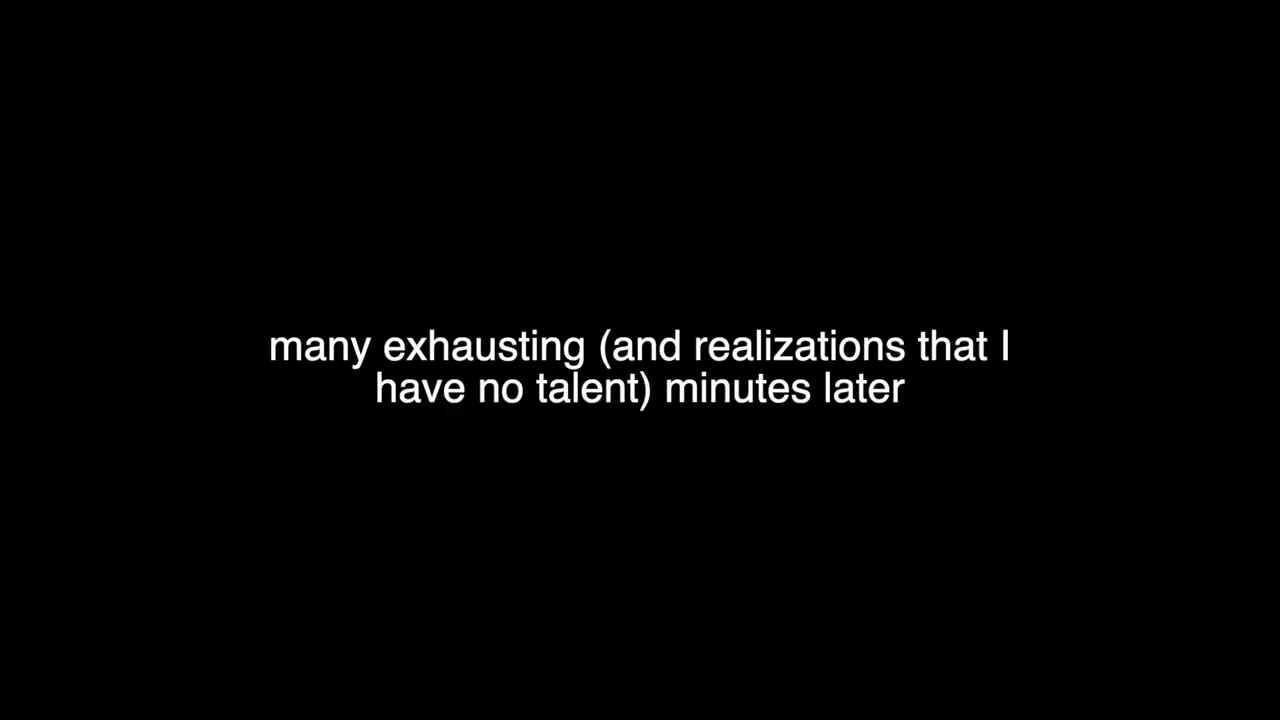 many exhausting (and realizations that I
have no talent) minutes later